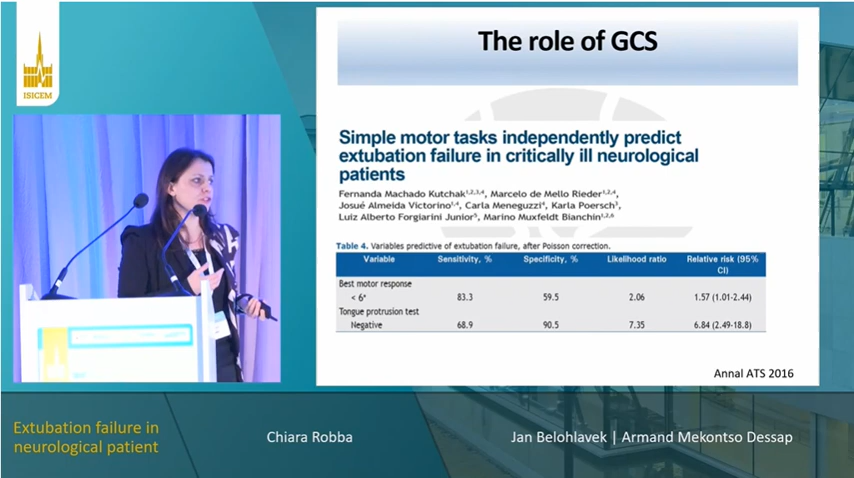 ISICEM
The role of GCS
Simple motor tasks independently predict
extubation failure in critically ill neurological
patients
Fernanda Machado Kutchak1,2,3,4, Marcelo de Mello Rieder1,2,4,
Josué Almeida Victorino1,4, Carla Meneguzzi4, Karla Poersch3,
Luiz Alberto Forgiarini Junior5, Marino Muxfeldt Bianchin1,2,6
Table 4. Variables predictive of extubation failure, after Poisson correction.
Variable Sensitivity, % Specificity, % Likelihood ratio Relative risk (95%
CI)
Best motor response
< 6* 83.3 59.5 2.06 1.57 (1.01-2.44)
Tongue protrusion test
Negative 68.9 90.5 7.35 6.84 (2.49-18.8)
Annal ATS 2016
Extubation failure in
neurological patient
Chiara Robba
Jan Belohlavek | Armand Mekontso Dessap